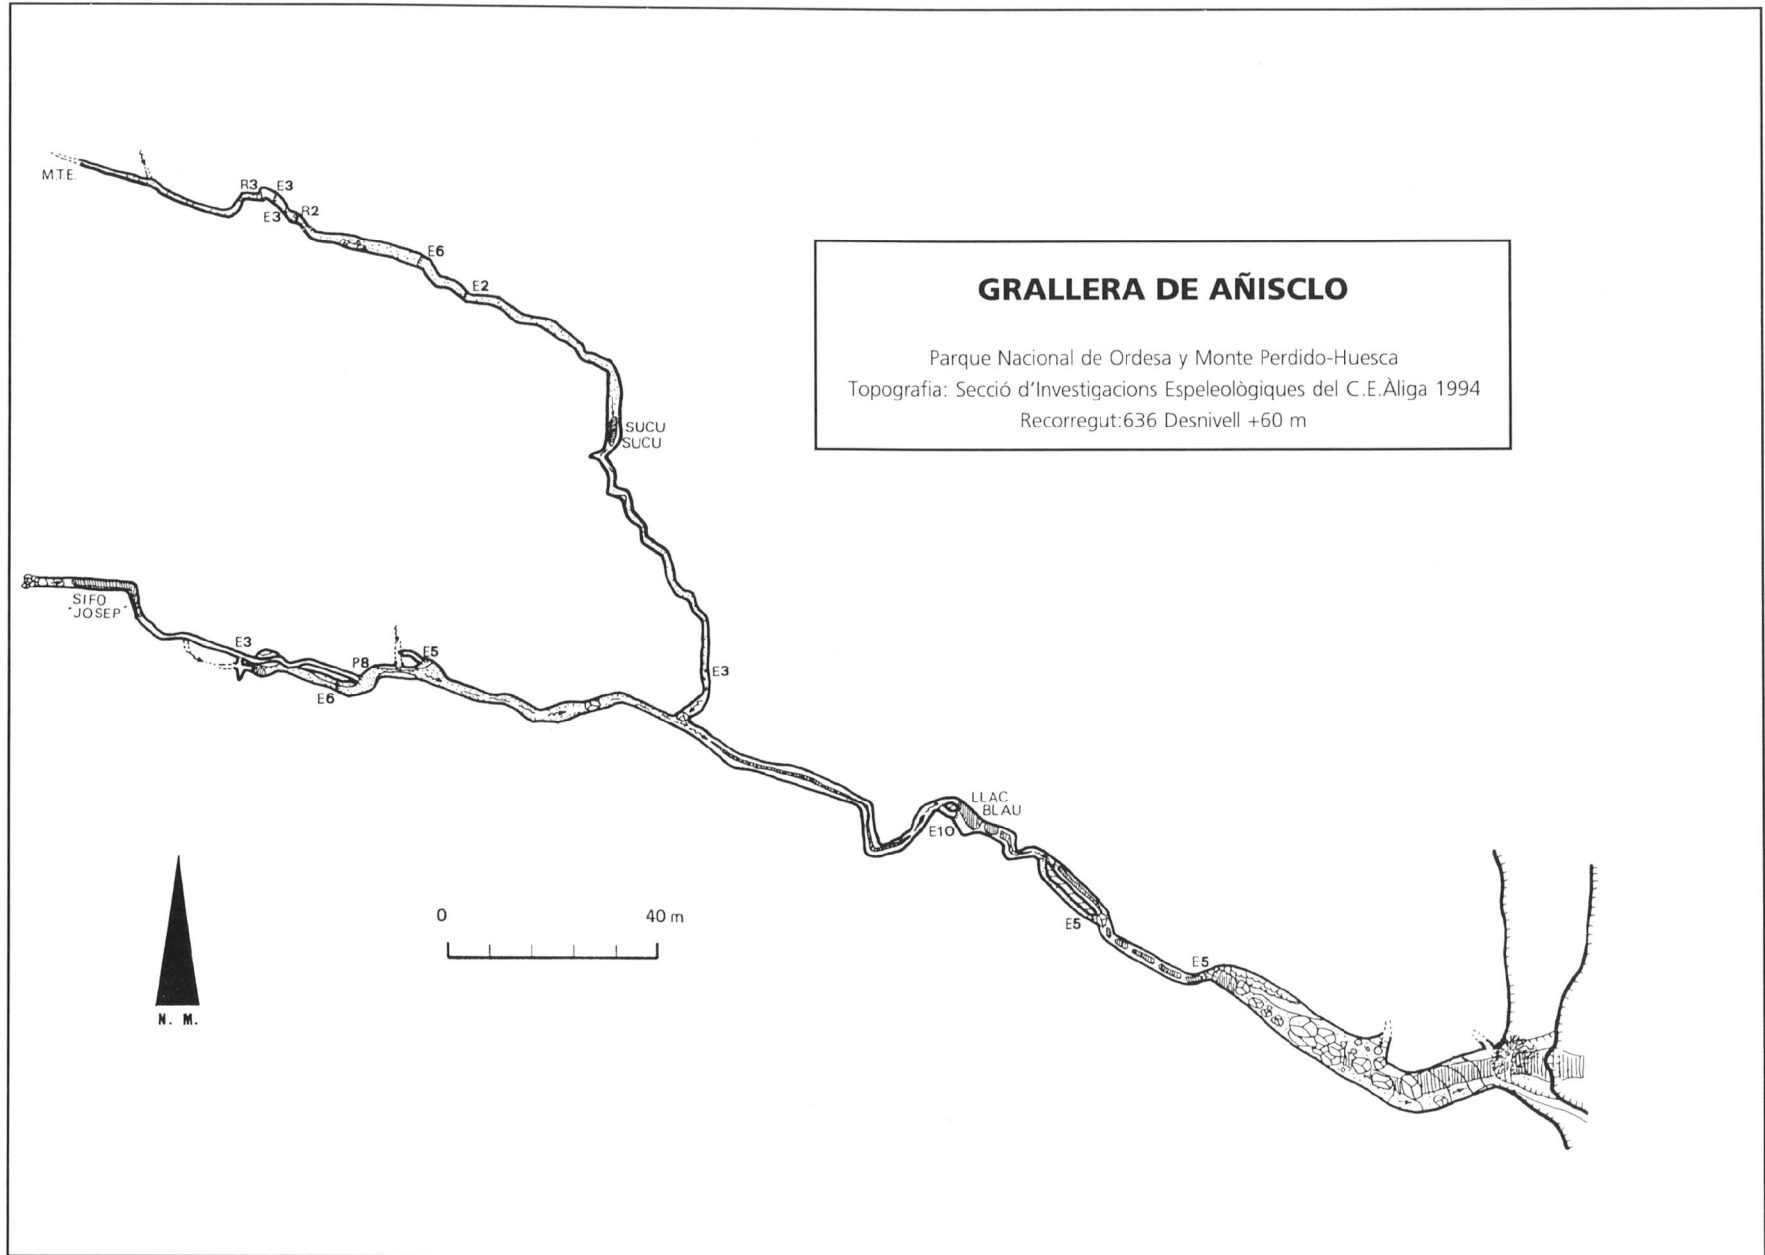 M.T.E.
R3
E3
E3
R2
E6
E2
GRALLERA DE AÑISCLO
Parque Nacional de Ordesa y Monte Perdido-Huesca
Topografia: Secció d'Investigacions Espeleològiques del C.E.Àliga 1994
Recorregut:636 Desnivell +60 m
SUCU
SUCU
SIFO
"JOSEP"
E3
P8
E5
E6
E3
LLAC
BLAU
E10
E5
E5
0
40 m
N. M.